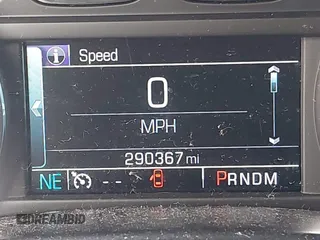 Speed
0
MPH
290367 mi
NE -- PRNDM
DREAMBID